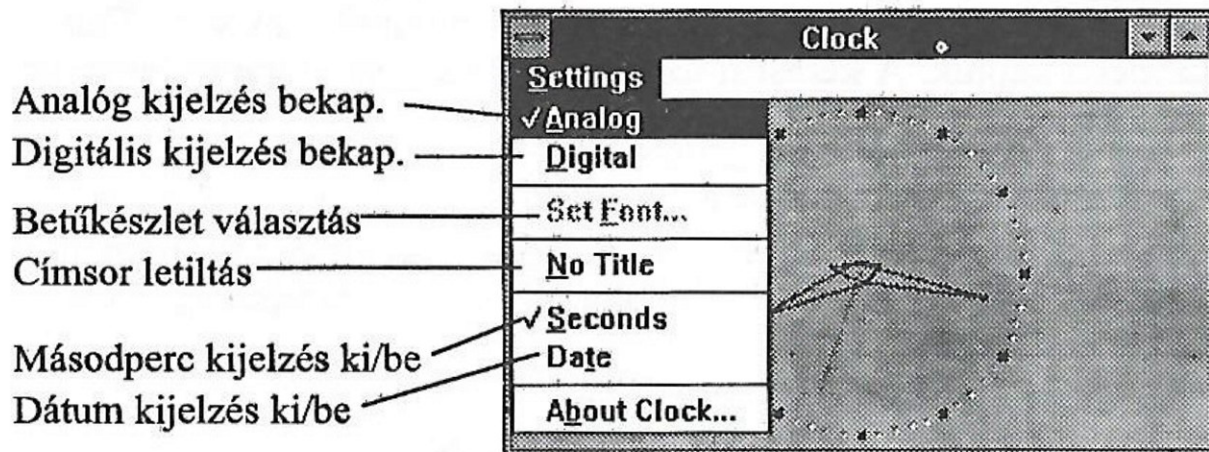 Clock
Settings
Analóg kijelzés bekap.
✓ Analog
Digitális kijelzés bekap.
Digital
Betűkészlet választás
Set Font...
Címsor letiltás
No Title
Másodperc kijelzés ki/be
✓ Seconds
Dátum kijelzés ki/be
Date
About Clock...